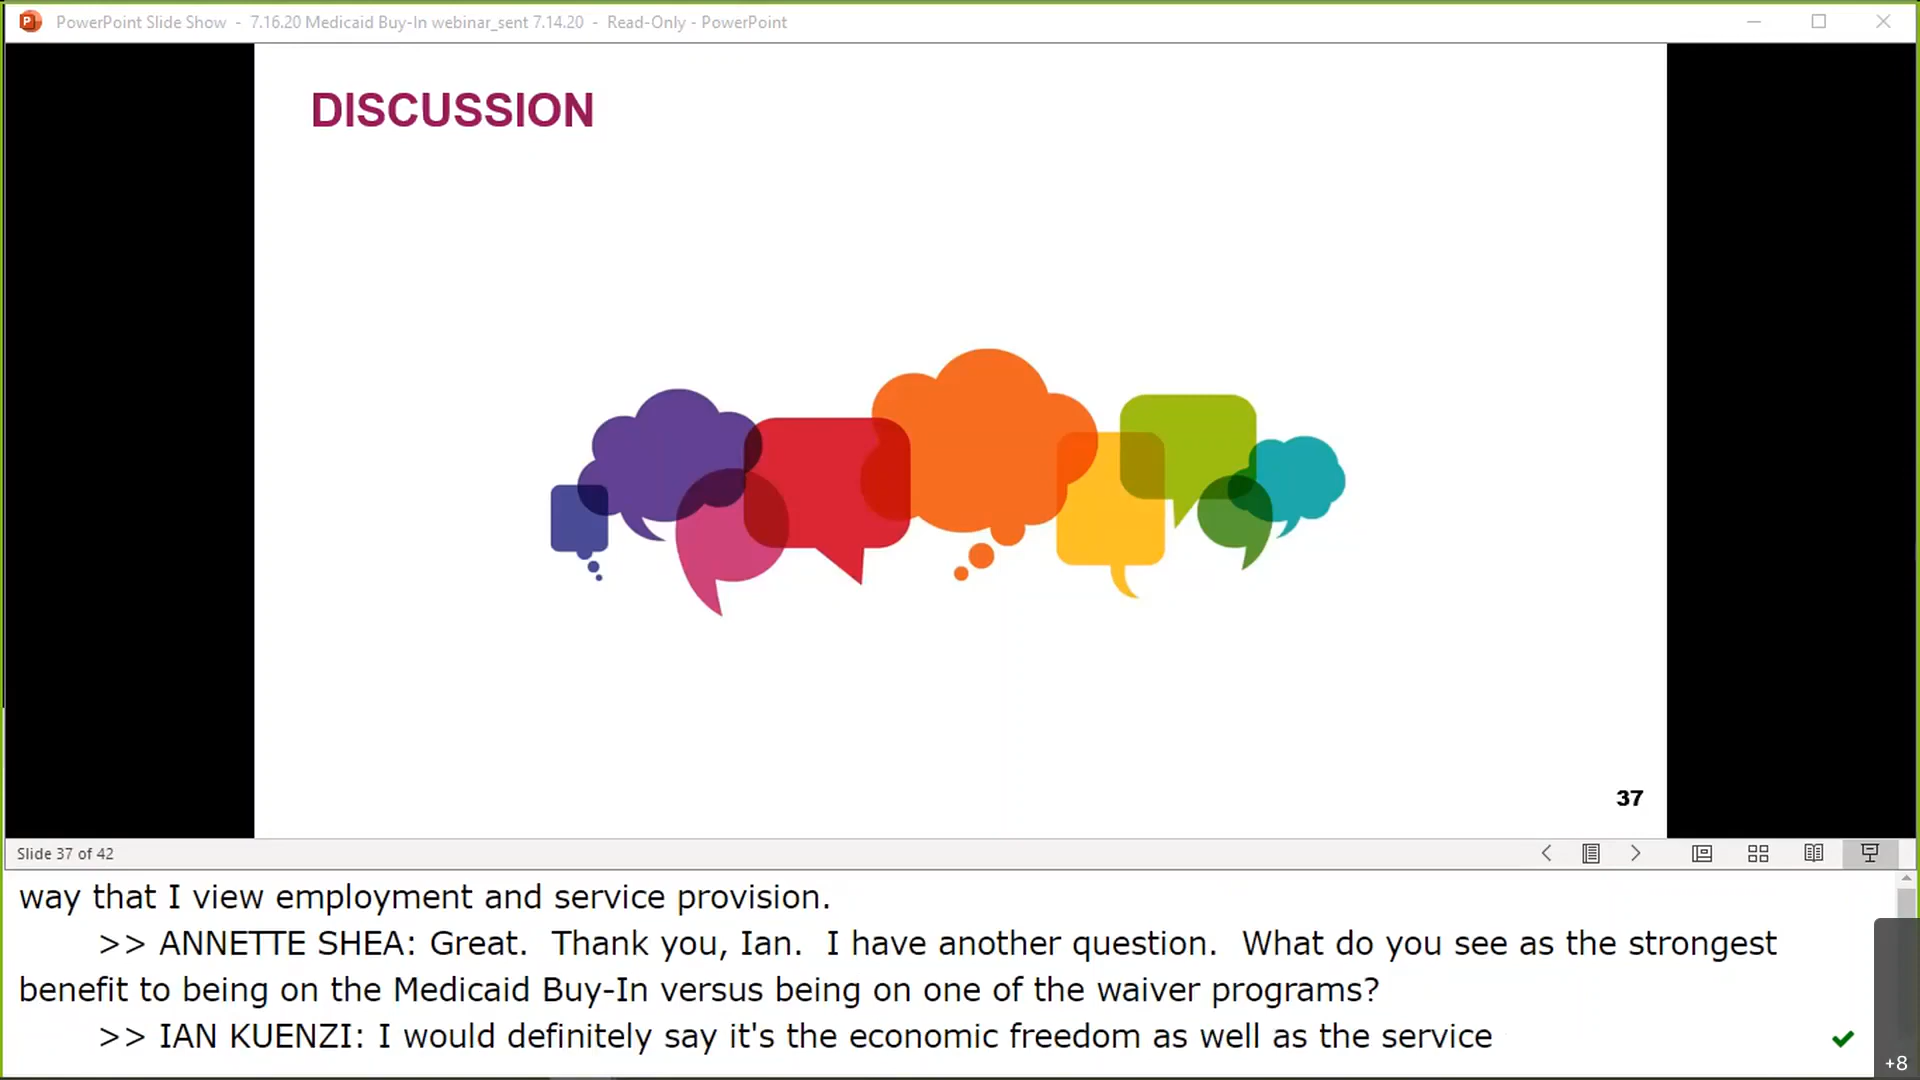 PowerPoint Slide Show - 7.16.20 Medicaid Buy-In webinar_sent 7.14.20 - Read-Only - PowerPoint
DISCUSSION
37
Slide 37 of 42
way that I view employment and service provision.
>> ANNETTE SHEA: Great. Thank you, Ian. I have another question. What do you see as the strongest
benefit to being on the Medicaid Buy-In versus being on one of the waiver programs?
>> IAN KUENZI: I would definitely say it's the economic freedom as well as the service
+8